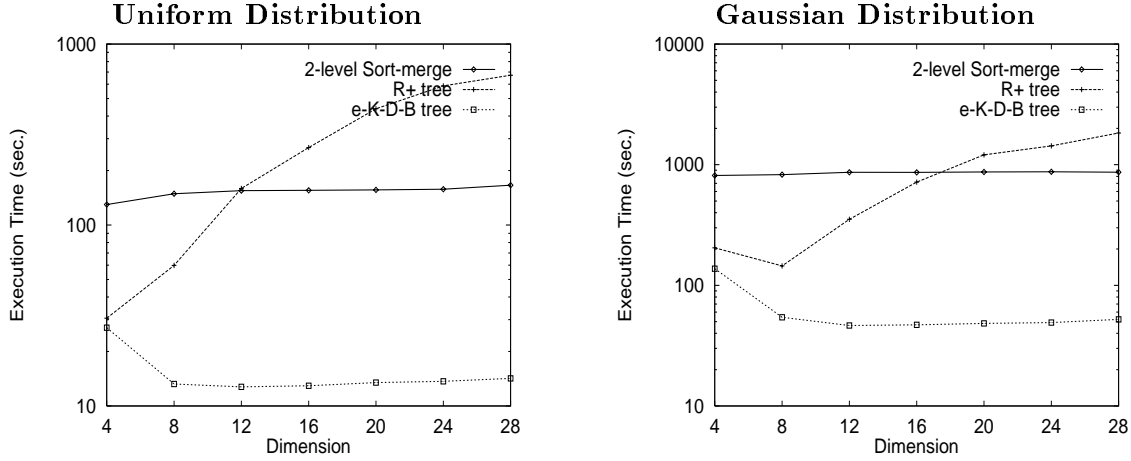 Uniform Distribution
1000
100
10
Execution Time (sec.)
2-level Sort-merge
R+ tree
e-K-D-B tree
4 8 12 16 20 24 28
Dimension
Gaussian Distribution
10000
1000
100
10
Execution Time (sec.)
2-level Sort-merge
R+ tree
e-K-D-B tree
4 8 12 16 20 24 28
Dimension